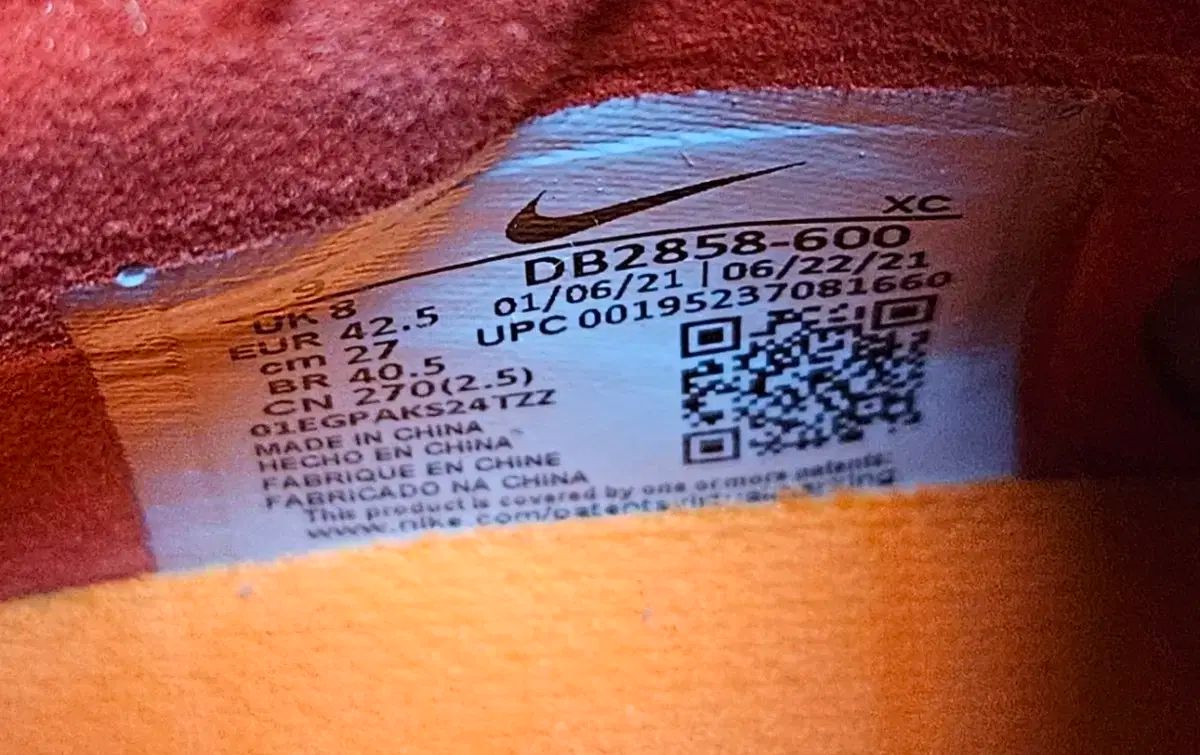 XC
DB2858-600
01/06/21 | 06/22/21
UPC 00195237081660
9
UK 8
EUR 42.5
cm 27
BR 40.5
CN 270(2.5)
01EGPAKS24TZZ
MADE IN CHINA
HECHO EN CHINA
FABRIQUE EN CHINE
FABRICADO NA CHINA
This product is covered by one or more patents:
www.nike.com/patents